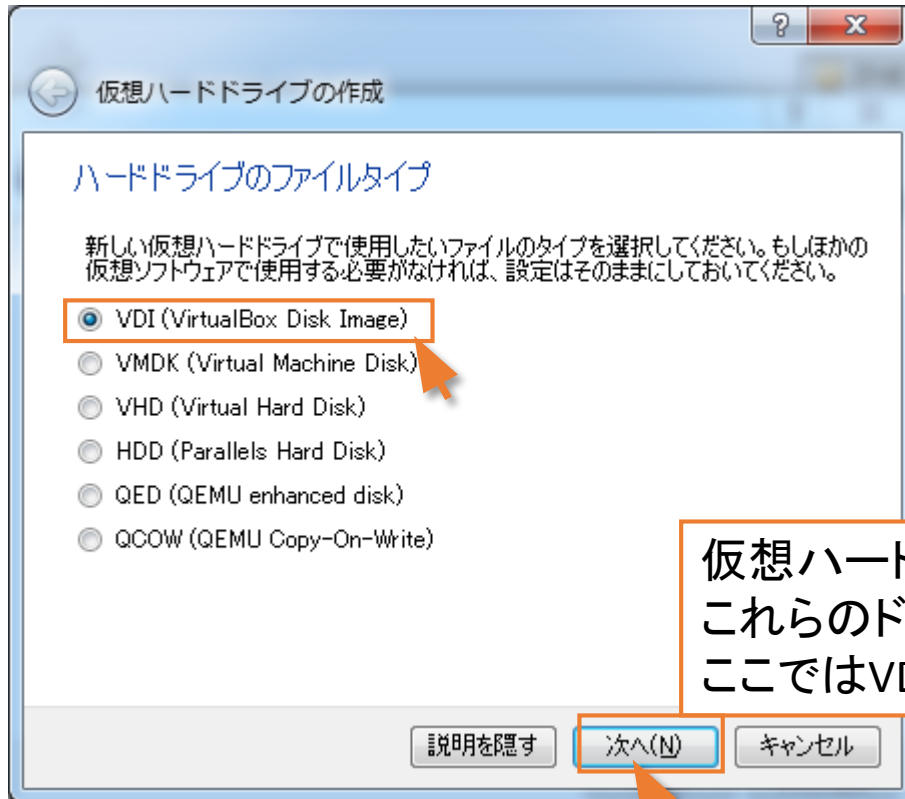 仮想ハードドライブの作成
ハードドライブのファイルタイプ
新しい仮想ハードドライブで使用したいファイルのタイプを選択してください。もしほかの
仮想ソフトウェアで使用する必要がなければ、設定はそのままにしておいてください。
VDI (VirtualBox Disk Image)
VMDK (Virtual Machine Disk)
VHD (Virtual Hard Disk)
HDD (Parallels Hard Disk)
QED (QEMU enhanced disk)
QCOW (QEMU Copy-On-Write)
仮想ハード
これらのド
ここではVD
説明を隠す 次へ(N) キャンセル